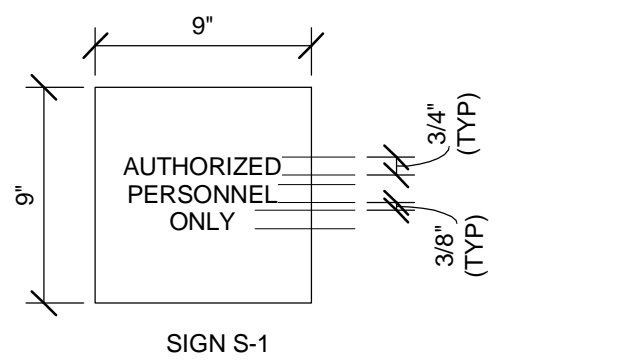 9"
9"
AUTHORIZED
PERSONNEL
ONLY
3/4"
(TYP)
3/8"
(TYP)
SIGN S-1